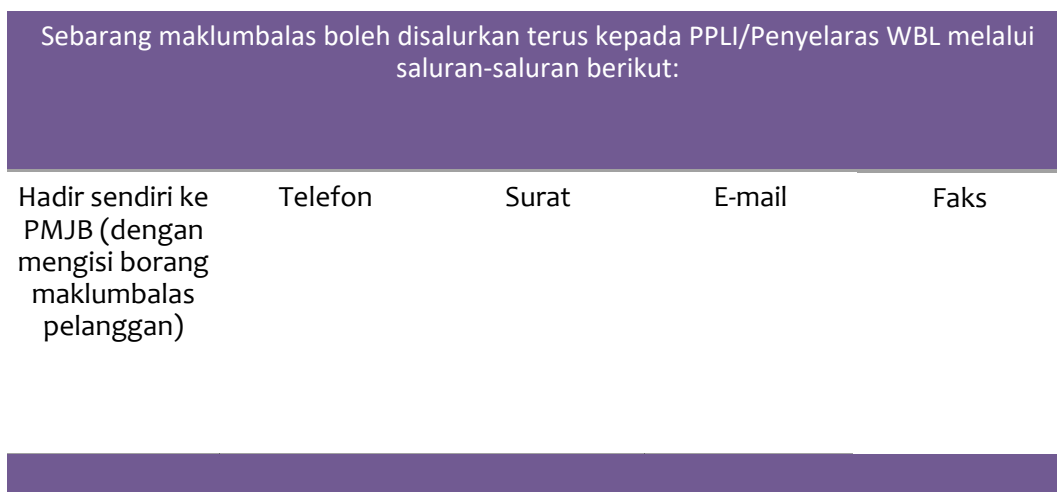 Sebarang maklumbalas boleh disalurkan terus kepada PPLI/Penyelaras WBL melalui
saluran-saluran berikut:
Hadir sendiri ke
PMJB (dengan
mengisi borang
maklumbalas
pelanggan)
Telefon
Surat
E-mail
Faks